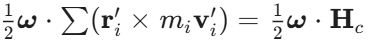 ½ω · ∑(r′ᵢ × mᵢv′ᵢ) = ½ω · H_c